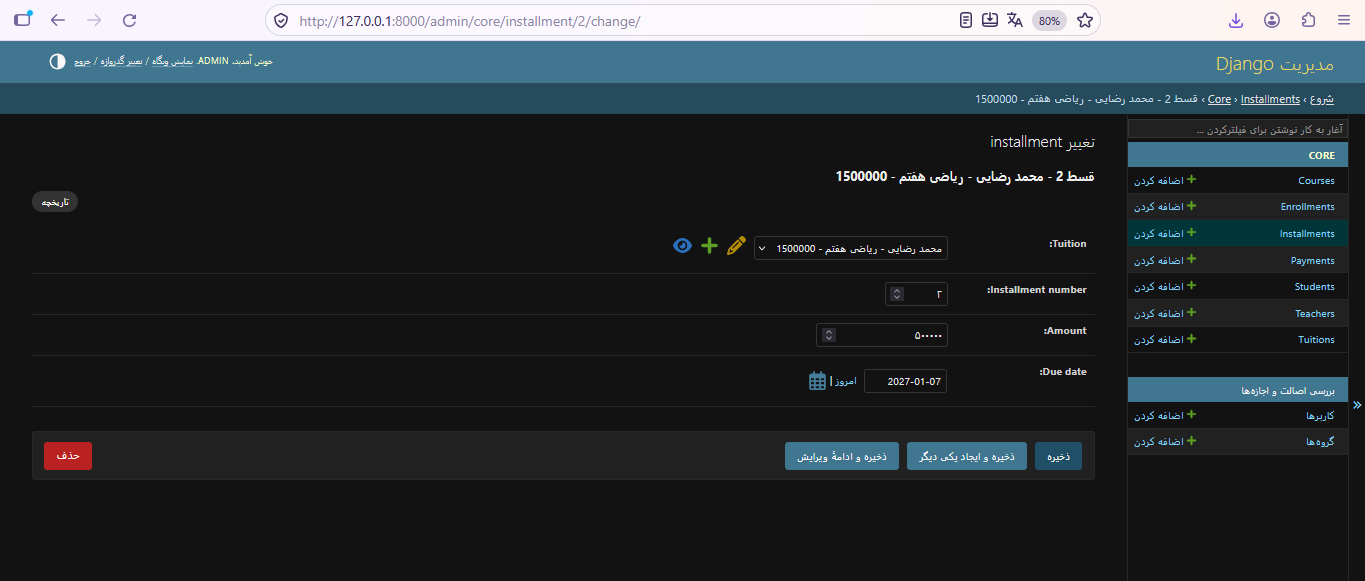 http://127.0.0.1:8000/admin/core/installment/2/change/
80%
مدیریت Django
خوش آمدید، ADMIN. نمایش وبگاه / تغییر گذرواژه / خروج
شروع › Core › Installments › قسط 2 - محمد رضایی - ریاضی هفتم - 1500000
آغار به کار نوشتن برای فیلترکردن ...
CORE
Courses
اضافه کردن
Enrollments
اضافه کردن
Installments
اضافه کردن
Payments
اضافه کردن
Students
اضافه کردن
Teachers
اضافه کردن
Tuitions
اضافه کردن
بررسی اصالت و اجازه‌ها
کاربرها
اضافه کردن
گروه‌ها
اضافه کردن
»
تغییر installment
قسط 2 - محمد رضایی - ریاضی هفتم - 1500000
تاریخچه
Tuition:
محمد رضایی - ریاضی هفتم - 1500000
Installment number:
۲
Amount:
۵۰۰۰۰۰
Due date:
2027-01-07
امروز |
ذخیره
ذخیره و ایجاد یکی دیگر
ذخیره و ادامهٔ ویرایش
حذف